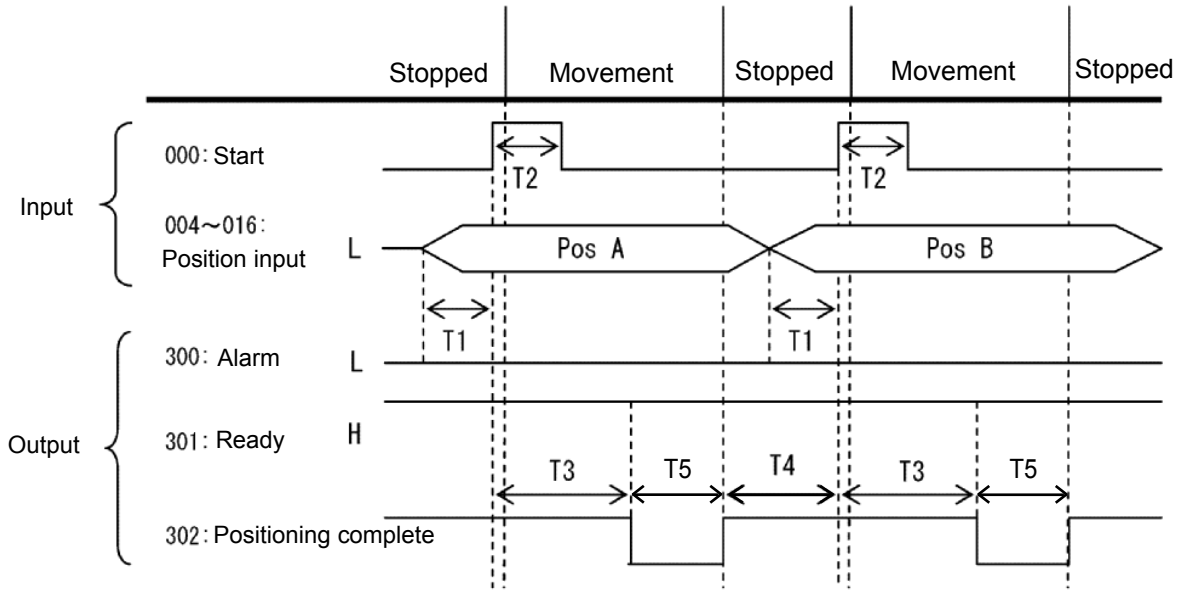 Stopped Movement Stopped Movement Stopped
Input
000: Start
T2 T2
004～016:
Position input L Pos A Pos B
T1 T1
Output
300: Alarm L
301: Ready H
T3 T5 T4 T3 T5
302: Positioning complete